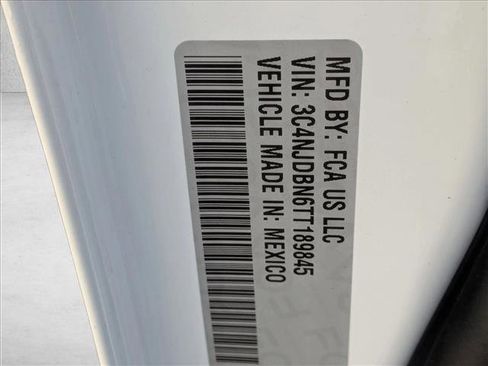 MFD BY: FCA US LLC
VIN: 3C4NJDBN6TT189845
VEHICLE MADE IN: MEXICO